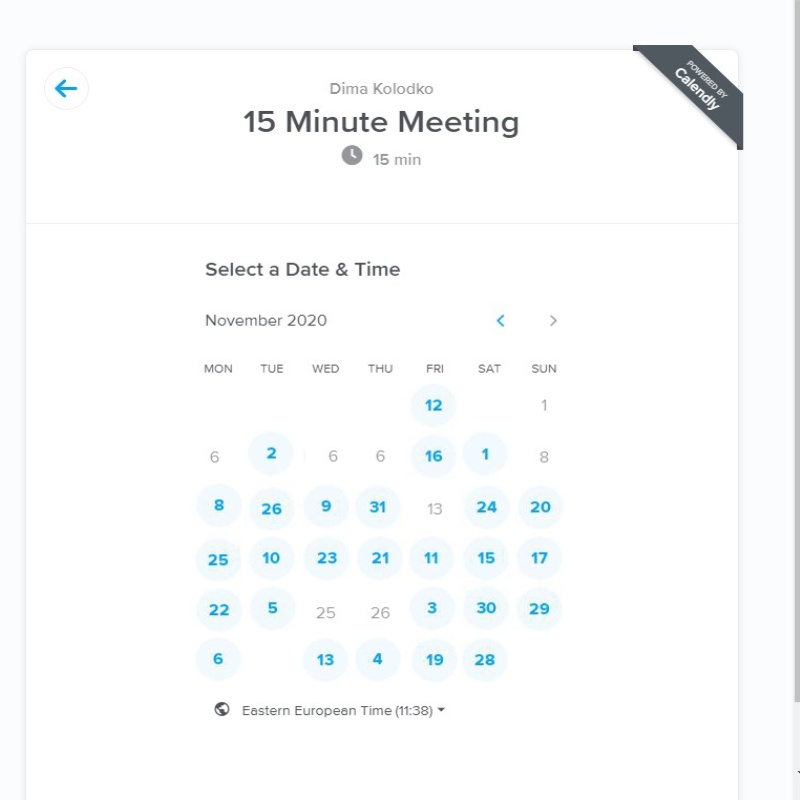 POWERED BY
Calendly
Dima Kolodko
15 Minute Meeting
15 min
Select a Date & Time
November 2020
MON TUE WED THU FRI SAT SUN
12 1
6 2 6 6 16 1 8
8 26 9 31 13 24 20
25 10 23 21 11 15 17
22 5 25 26 3 30 29
6 13 4 19 28
Eastern European Time (11:38)